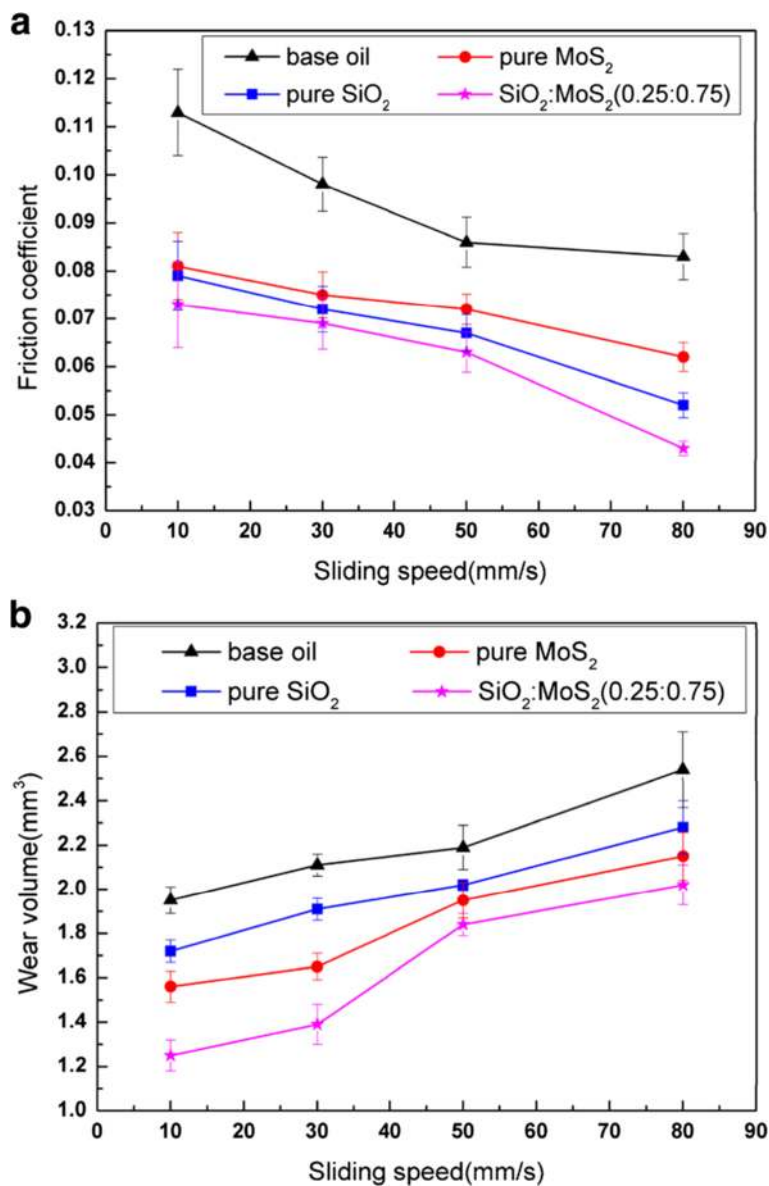 a
base oil
pure MoS₂
pure SiO₂
SiO₂:MoS₂(0.25:0.75)
Friction coefficient
0.13
0.12
0.11
0.10
0.09
0.08
0.07
0.06
0.05
0.04
0.03
0 10 20 30 40 50 60 70 80 90
Sliding speed(mm/s)
b
base oil
pure MoS₂
pure SiO₂
SiO₂:MoS₂(0.25:0.75)
Wear volume(mm³)
3.2
3.0
2.8
2.6
2.4
2.2
2.0
1.8
1.6
1.4
1.2
1.0
0 10 20 30 40 50 60 70 80 90
Sliding speed(mm/s)